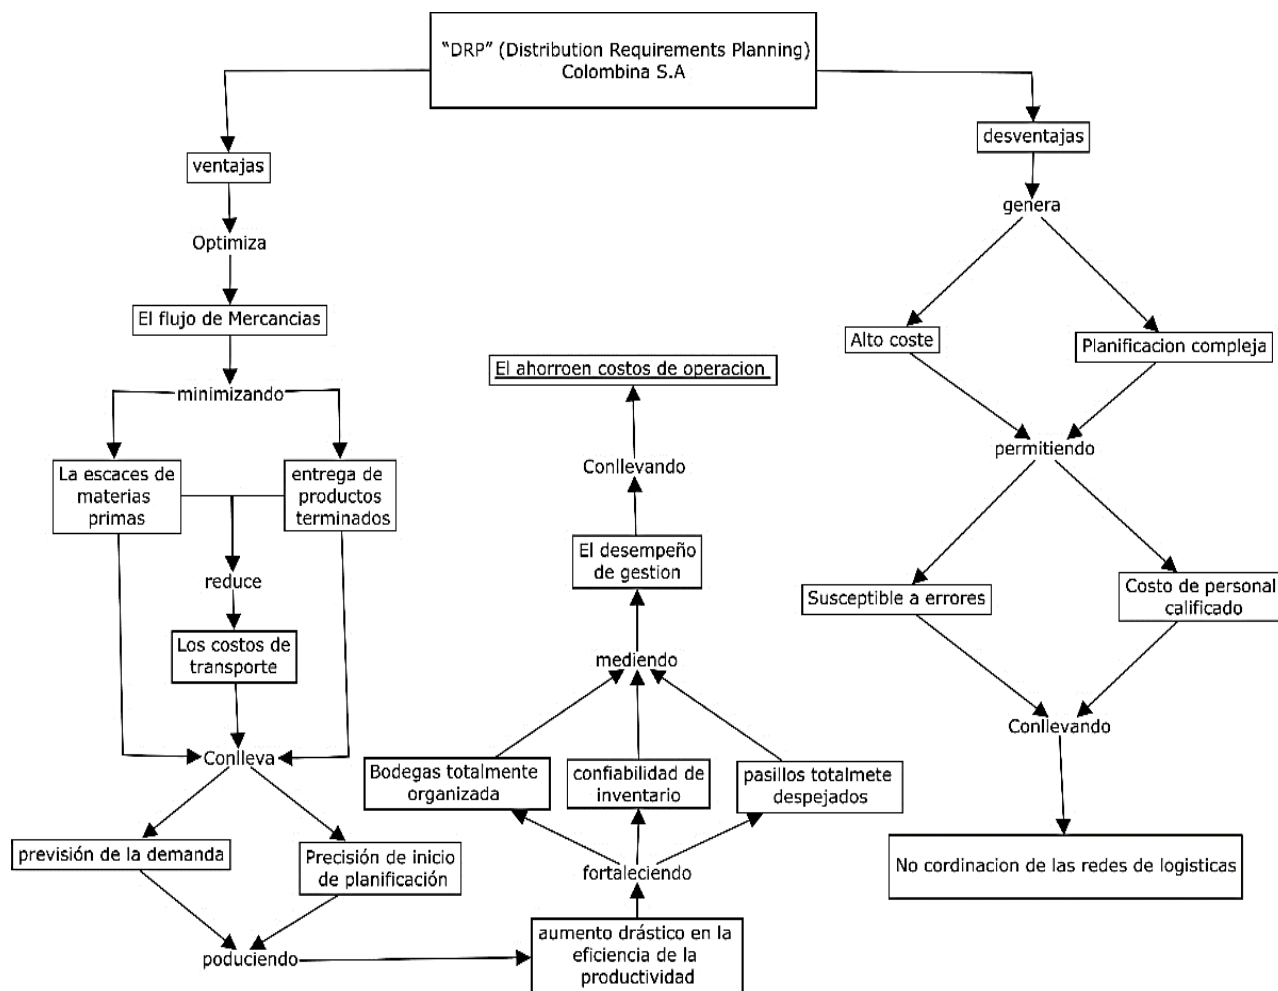 “DRP” (Distribution Requirements Planning)
Colombina S.A
ventajas
Optimiza
El flujo de Mercancias
minimizando
La escaces de
materias
primas
entrega de
productos
terminados
reduce
Los costos de
transporte
Conlleva
previsión de la demanda
Precisión de inicio
de planificación
poduciendo
aumento drástico en la
eficiencia de la
productividad
fortaleciendo
Bodegas totalmente
organizada
confiabilidad de
inventario
pasillos totalmete
despejados
mediendo
El desempeño
de gestion
Conllevando
El ahorroen costos de operacion
desventajas
genera
Alto coste
Planificacion compleja
permitiendo
Susceptible a errores
Costo de personal
calificado
Conllevando
No cordinacion de las redes de logisticas